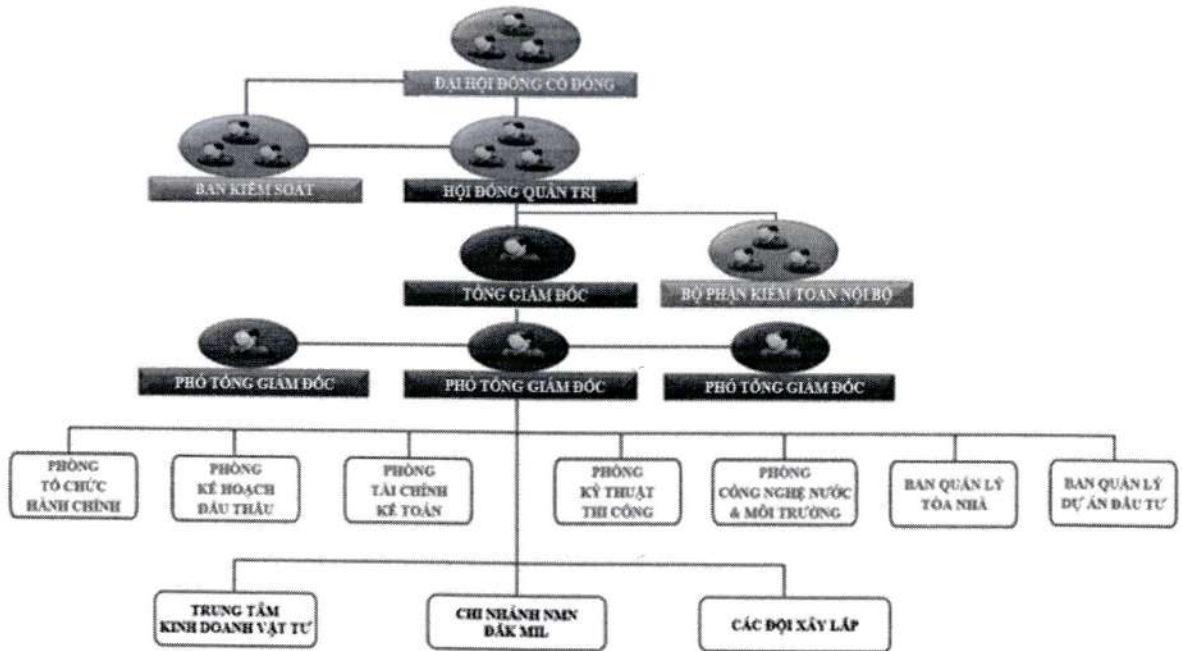 ĐẠI HỘI ĐỒNG CỔ ĐÔNG
BAN KIỂM SOÁT
HỘI ĐỒNG QUẢN TRỊ
TỔNG GIÁM ĐỐC
BỘ PHẬN KIỂM TOÁN NỘI BỘ
PHÓ TỔNG GIÁM ĐỐC
PHÓ TỔNG GIÁM ĐỐC
PHÓ TỔNG GIÁM ĐỐC
PHÒNG
TỔ CHỨC
HÀNH CHÍNH
PHÒNG
KẾ HOẠCH
ĐẤU THẦU
PHÒNG
TÀI CHÍNH
KẾ TOÁN
PHÒNG
KỸ THUẬT
THI CÔNG
PHÒNG
CÔNG NGHỆ NƯỚC
& MÔI TRƯỜNG
BAN QUẢN LÝ
TÒA NHÀ
BAN QUẢN LÝ
DỰ ÁN ĐẦU TƯ
TRUNG TÂM
KINH DOANH VẬT TƯ
CHI NHÁNH NMN
ĐĂK MIL
CÁC ĐỘI XÂY LẮP